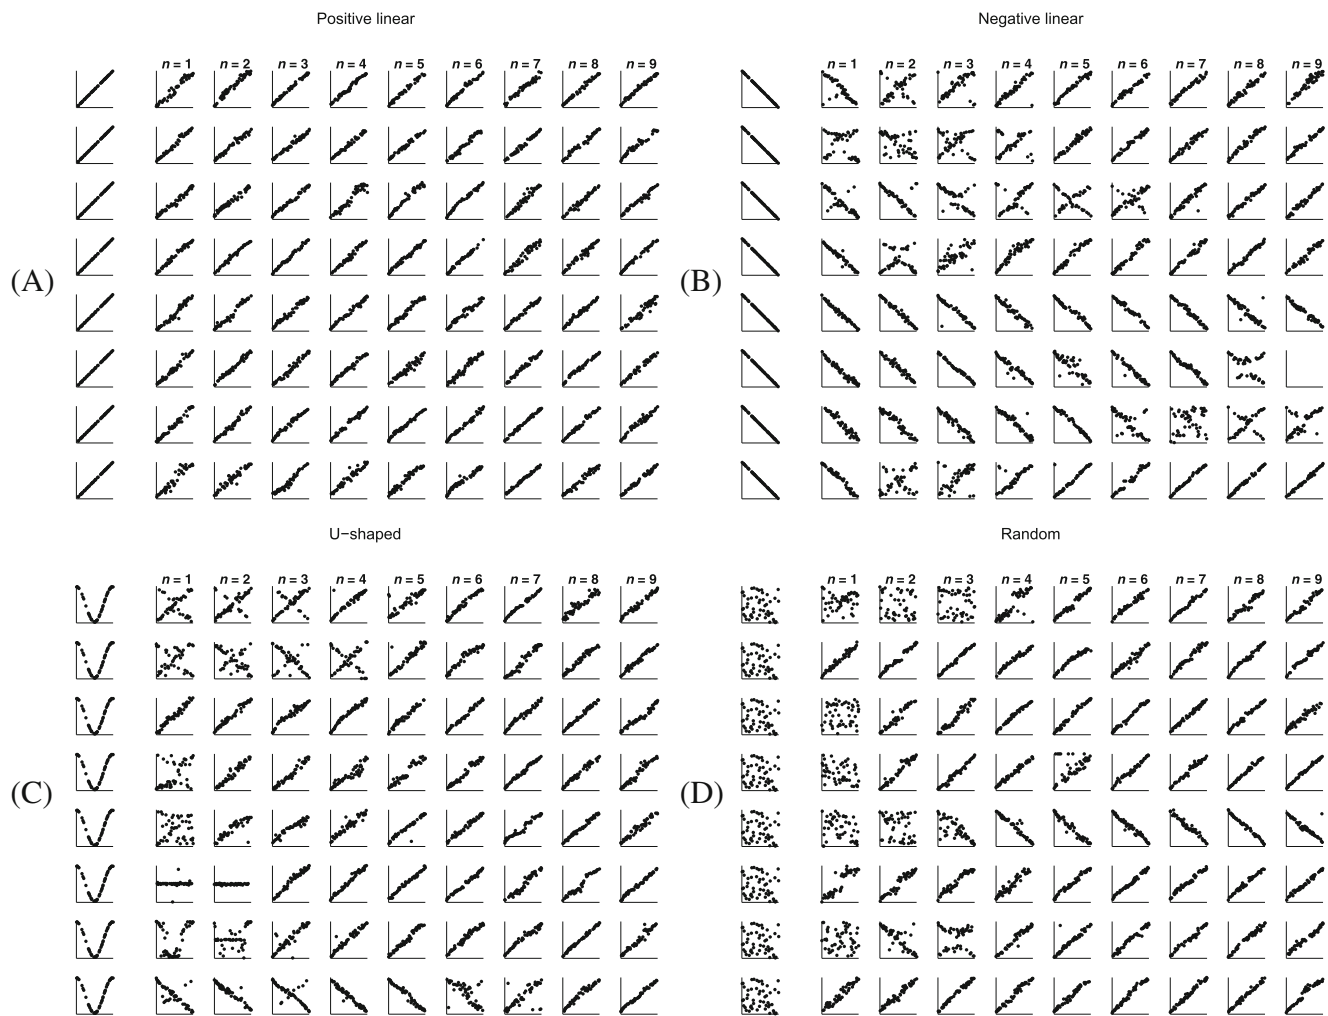 Positive linear
n = 1 n = 2 n = 3 n = 4 n = 5 n = 6 n = 7 n = 8 n = 9
(A)
Negative linear
n = 1 n = 2 n = 3 n = 4 n = 5 n = 6 n = 7 n = 8 n = 9
(B)
U−shaped
n = 1 n = 2 n = 3 n = 4 n = 5 n = 6 n = 7 n = 8 n = 9
(C)
Random
n = 1 n = 2 n = 3 n = 4 n = 5 n = 6 n = 7 n = 8 n = 9
(D)